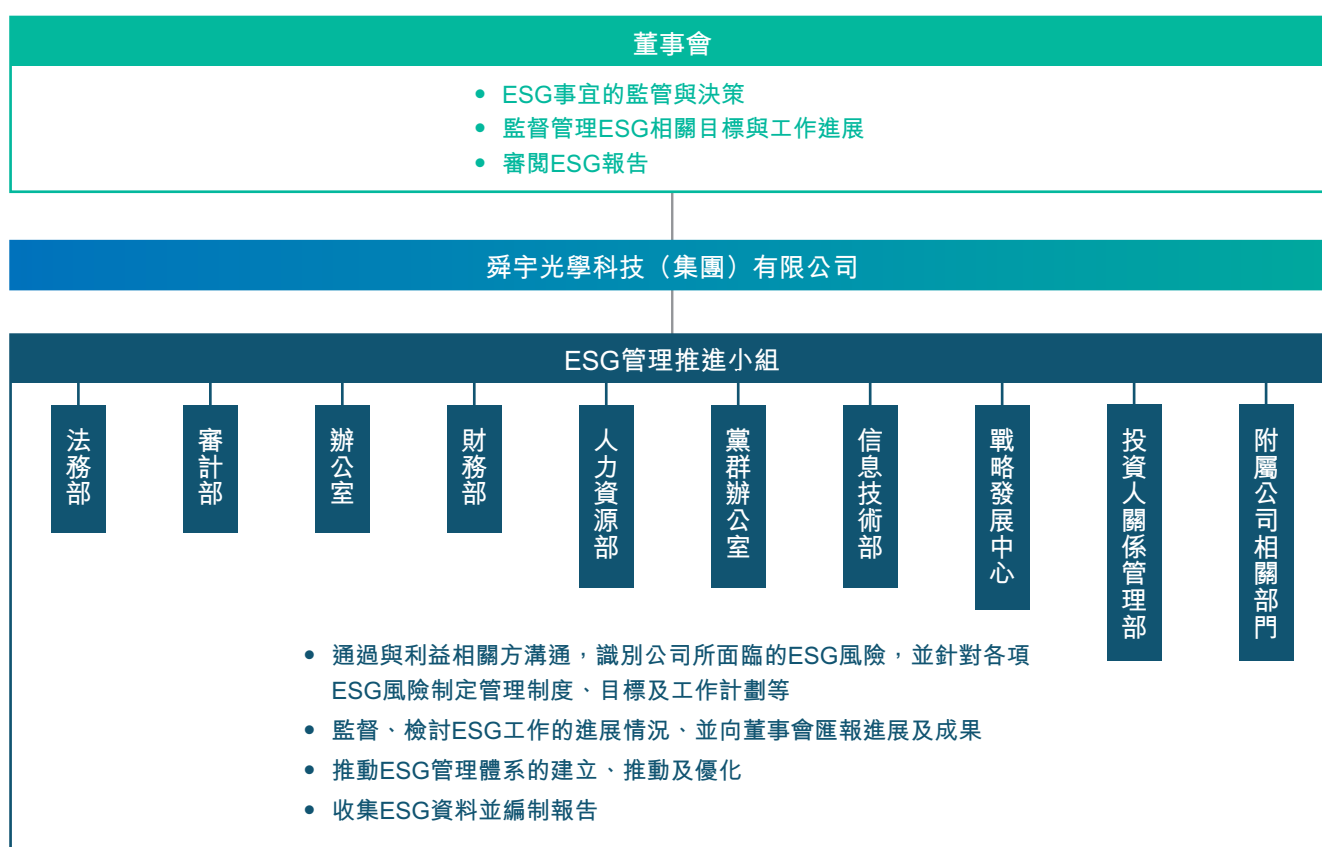 董事會
• ESG事宜的監管與決策
• 監督管理ESG相關目標與工作進展
• 審閱ESG報告
舜宇光學科技（集團）有限公司
ESG管理推進小組
法務部
審計部
辦公室
財務部
人力資源部
黨群辦公室
信息技術部
戰略發展中心
投資人關係管理部
附屬公司相關部門
• 通過與利益相關方溝通，識別公司所面臨的ESG風險，並針對各項
ESG風險制定管理制度、目標及工作計劃等
• 監督、檢討ESG工作的進展情況、並向董事會匯報進展及成果
• 推動ESG管理體系的建立、推動及優化
• 收集ESG資料並編制報告